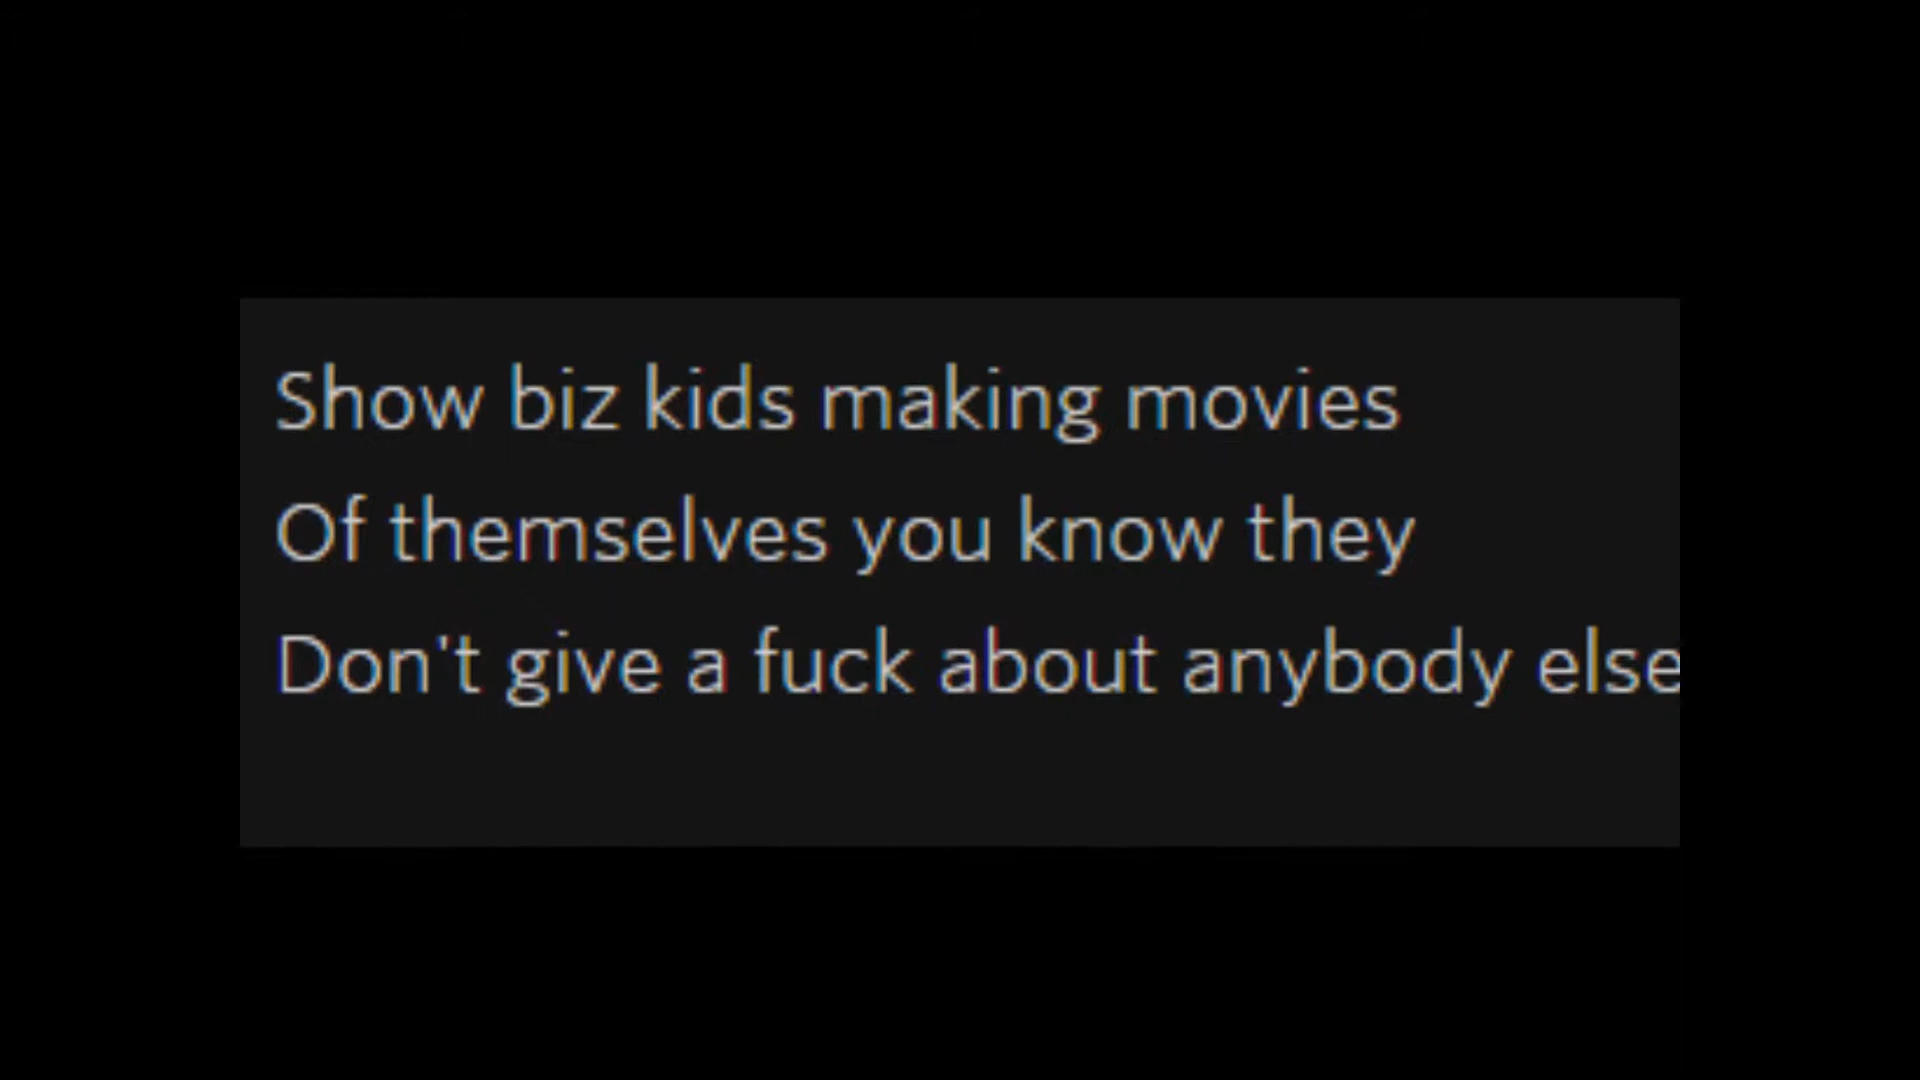 Show biz kids making movies
Of themselves you know they
Don't give a fuck about anybody else